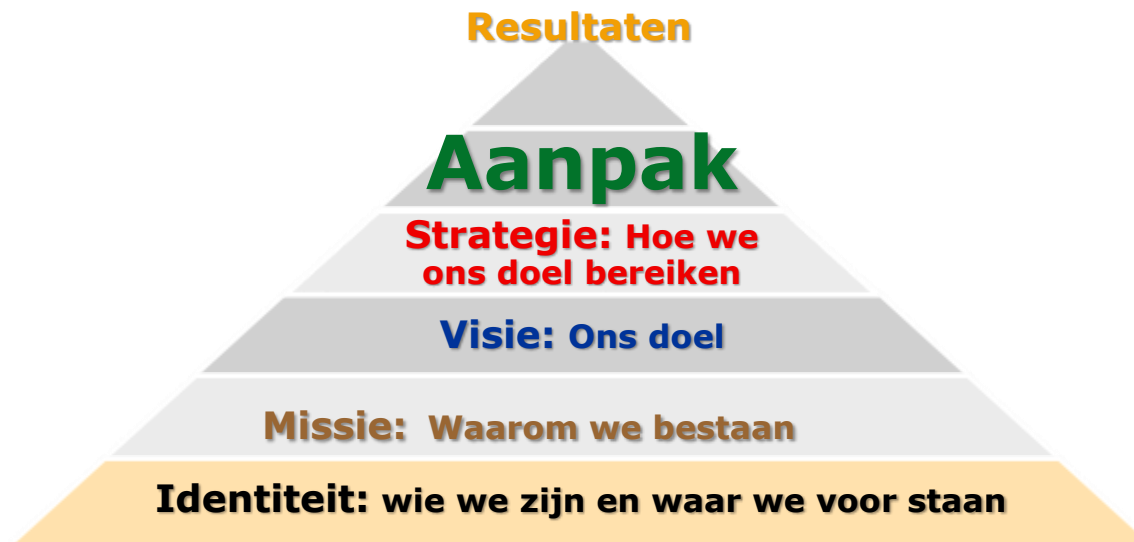 Resultaten
Aanpak
Strategie: Hoe we
ons doel bereiken
Visie: Ons doel
Missie: Waarom we bestaan
Identiteit: wie we zijn en waar we voor staan